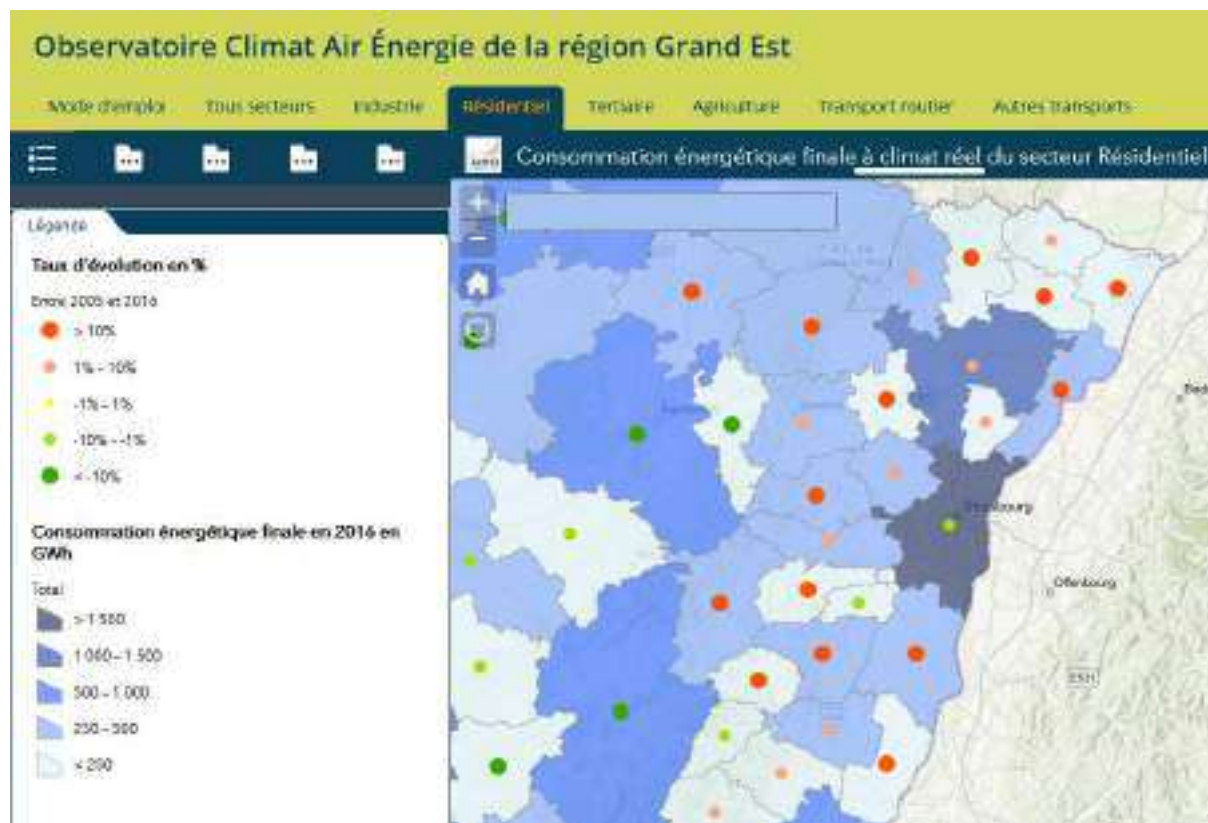 Observatoire Climat Air Énergie de la région Grand Est
Mode d'emploi Tous secteurs Industrie Résidentiel Tertiaire Agriculture Transport routier Autres transports
Consommation énergétique finale à climat réel du secteur Résidentiel
Légende
Taux d'évolution en %
Entre 2005 et 2016
> 10%
1% - 10%
-1% - 1%
-10% - -1%
< -10%
Consommation énergétique finale en 2016 en
GWh
Total
1 000 - 1 500
500 - 1 000
250 - 500
< 250
Strasbourg
Offenbourg